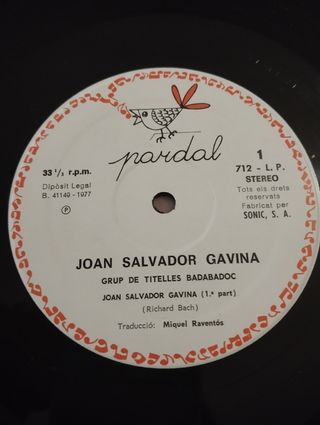 pardal
33 1/3 r.p.m.
Dipòsit Legal
B. 41149 - 1977
Ⓟ
1
712 - L. P.
STEREO
Tots els drets
reservats
Fabricat per
SONIC, S. A.
JOAN SALVADOR GAVINA
GRUP DE TITELLES BADABADOC
JOAN SALVADOR GAVINA (1.ª part)
(Richard Bach)
Traducció: Miquel Raventós